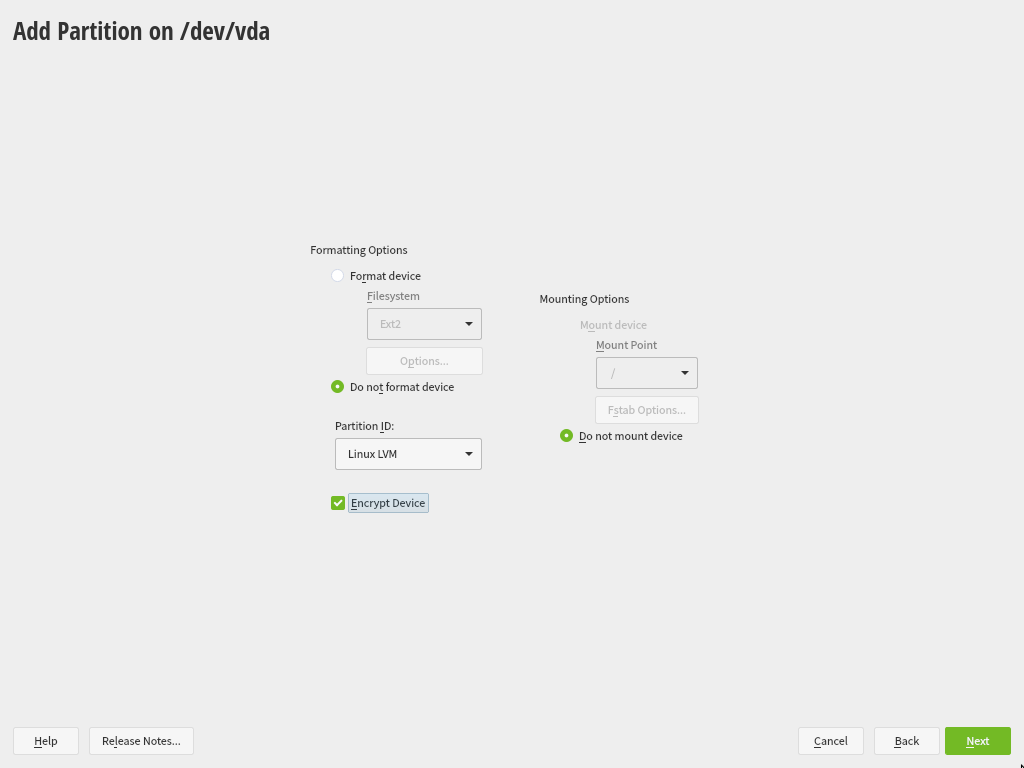 Add Partition on /dev/vda
Formatting Options
Format device
Filesystem
Ext2
Options...
Do not format device
Partition ID:
Linux LVM
Encrypt Device
Mounting Options
Mount device
Mount Point
/
Fstab Options...
Do not mount device
Help
Release Notes...
Cancel
Back
Next